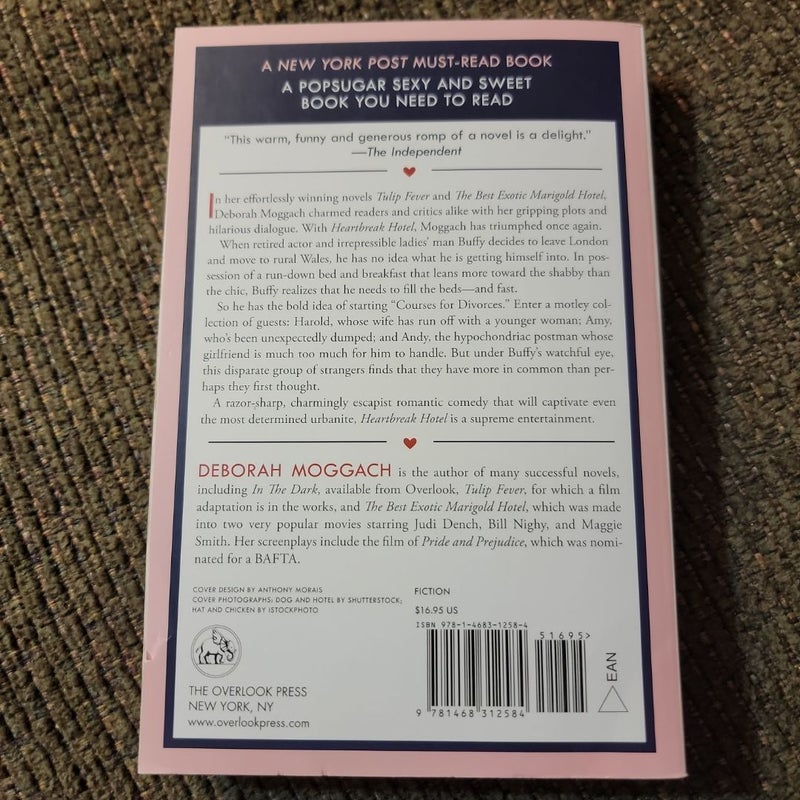 A NEW YORK POST MUST-READ BOOK
A POPSUGAR SEXY AND SWEET
BOOK YOU NEED TO READ
"This warm, funny and generous romp of a novel is a delight."
—The Independent
In her effortlessly winning novels Tulip Fever and The Best Exotic Marigold Hotel,
Deborah Moggach charmed readers and critics alike with her gripping plots and
hilarious dialogue. With Heartbreak Hotel, Moggach has triumphed once again.
When retired actor and irrepressible ladies' man Buffy decides to leave London
and move to rural Wales, he has no idea what he is getting himself into. In pos-
session of a run-down bed and breakfast that leans more toward the shabby than
the chic, Buffy realizes that he needs to fill the beds—and fast.
So he has the bold idea of starting "Courses for Divorces." Enter a motley col-
lection of guests: Harold, whose wife has run off with a younger woman; Amy,
who's been unexpectedly dumped; and Andy, the hypochondriac postman whose
girlfriend is much too much for him to handle. But under Buffy's watchful eye,
this disparate group of strangers finds that they have more in common than per-
haps they first thought.
A razor-sharp, charmingly escapist romantic comedy that will captivate even
the most determined urbanite, Heartbreak Hotel is a supreme entertainment.
DEBORAH MOGGACH is the author of many successful novels,
including In The Dark, available from Overlook, Tulip Fever, for which a film
adaptation is in the works, and The Best Exotic Marigold Hotel, which was made
into two very popular movies starring Judi Dench, Bill Nighy, and Maggie
Smith. Her screenplays include the film of Pride and Prejudice, which was nomi-
nated for a BAFTA.
COVER DESIGN BY ANTHONY MORAIS
COVER PHOTOGRAPHS: DOG AND HOTEL BY SHUTTERSTOCK;
HAT AND CHICKEN BY ISTOCKPHOTO
THE OVERLOOK PRESS
NEW YORK, NY
www.overlookpress.com
FICTION
$16.95 US
ISBN 978-1-4683-1258-4
51695>
9 781468 312584
EAN